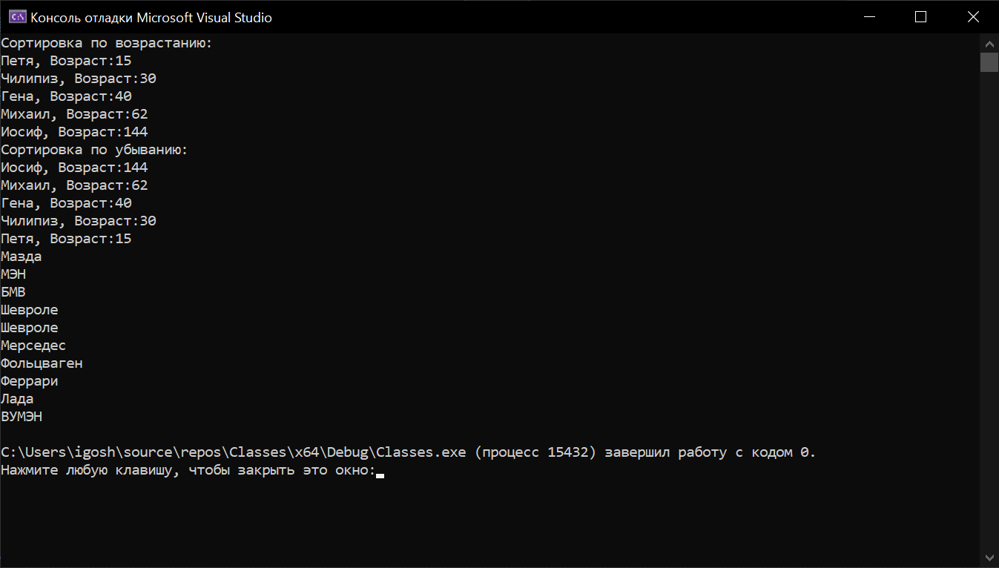 Консоль отладки Microsoft Visual Studio
Сортировка по возрастанию:
Петя, Возраст:15
Чилипиз, Возраст:30
Гена, Возраст:40
Михаил, Возраст:62
Иосиф, Возраст:144
Сортировка по убыванию:
Иосиф, Возраст:144
Михаил, Возраст:62
Гена, Возраст:40
Чилипиз, Возраст:30
Петя, Возраст:15
Мазда
МЭН
БМВ
Шевроле
Шевроле
Мерседес
Фольцваген
Феррари
Лада
ВУМЭН
C:\Users\igosh\source\repos\Classes\x64\Debug\Classes.exe (процесс 15432) завершил работу с кодом 0.
Нажмите любую клавишу, чтобы закрыть это окно: